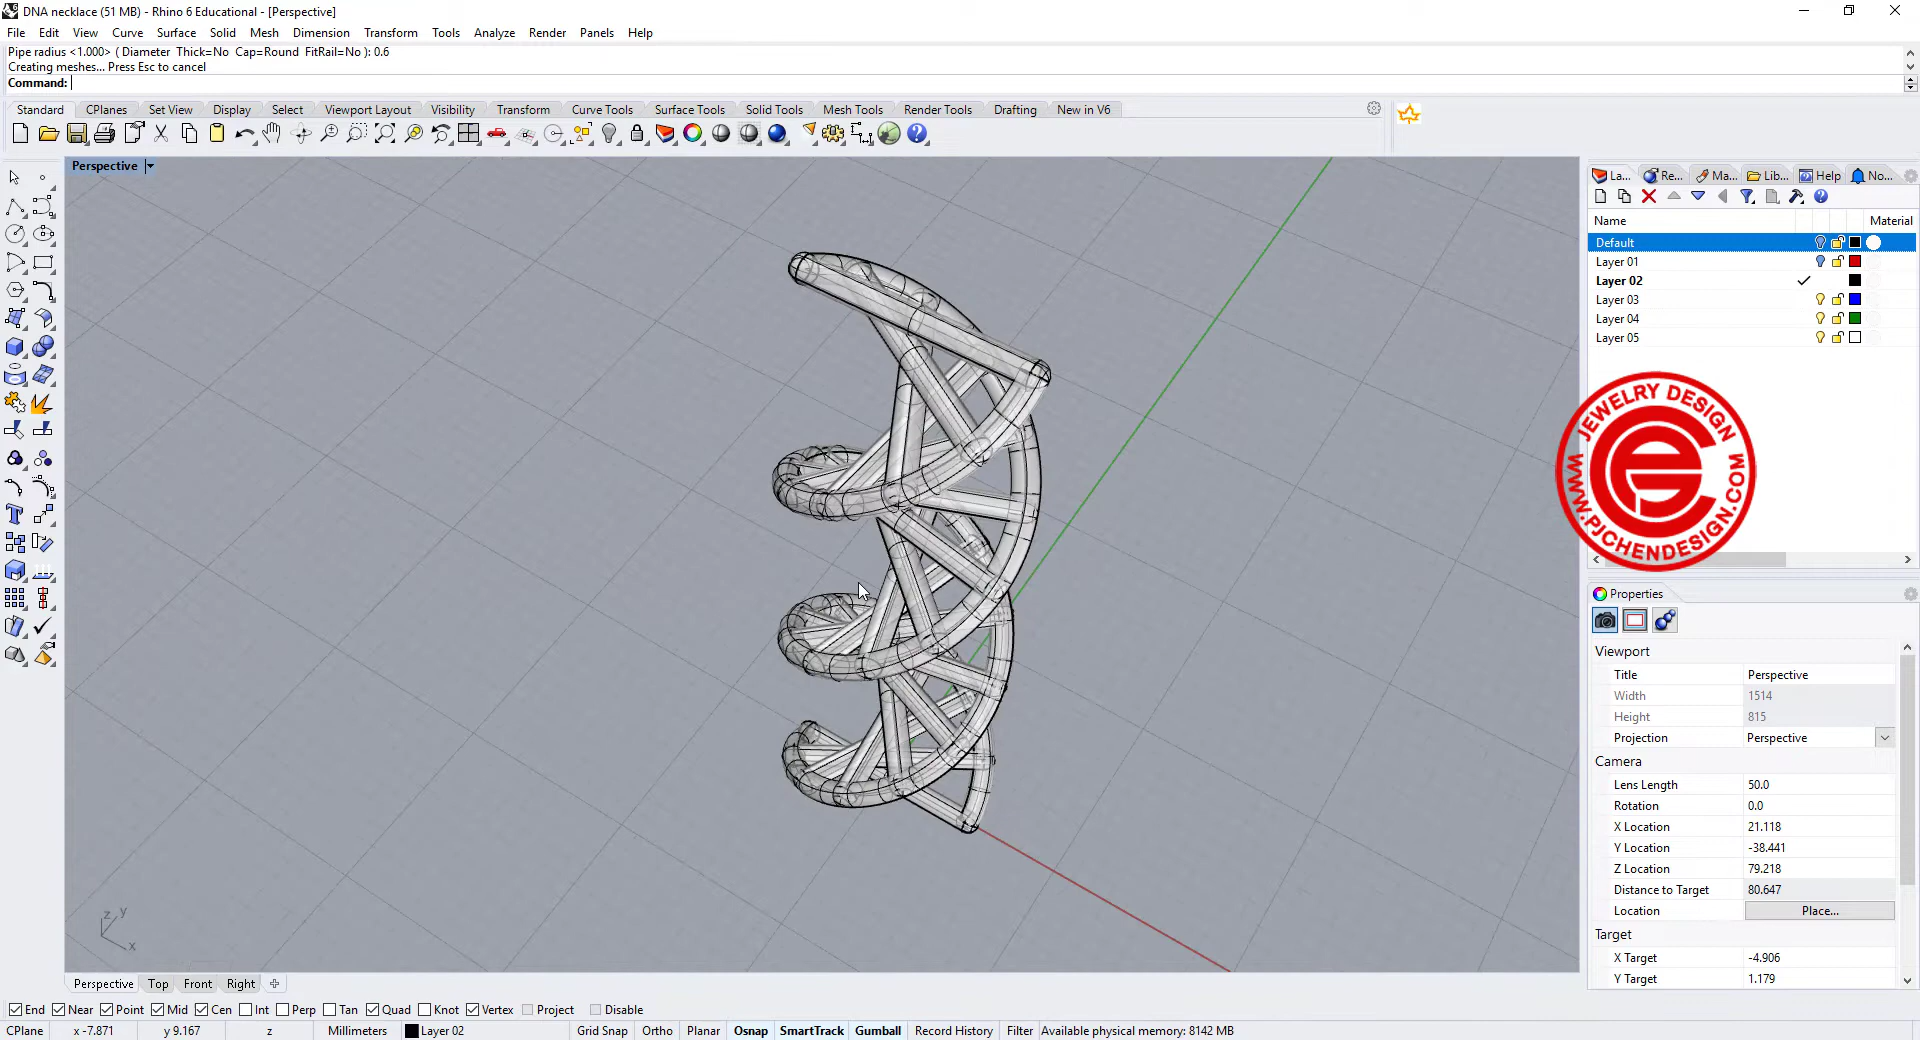 DNA necklace (51 MB) - Rhino 6 Educational - [Perspective]
File Edit View Curve Surface Solid Mesh Dimension Transform Tools Analyze Render Panels Help
Pipe radius <1.000> ( Diameter Thick=No Cap=Round FitRail=No ): 0.6
Creating meshes... Press Esc to cancel
Command:
Standard CPlanes Set View Display Select Viewport Layout Visibility Transform Curve Tools Surface Tools Solid Tools Mesh Tools Render Tools Drafting New in V6
Perspective
La... Re... Ma... Lib... Help No...
Name Material
Default
Layer 01
Layer 02
Layer 03
Layer 04
Layer 05
JEWELRY DESIGN
WWW.PJCHENDESIGN.COM
Properties
Viewport
Title Perspective
Width 1514
Height 815
Projection Perspective
Camera
Lens Length 50.0
Rotation 0.0
X Location 21.118
Y Location -38.441
Z Location 79.218
Distance to Target 80.647
Location Place...
Target
X Target -4.906
Y Target 1.179
z y x
Perspective Top Front Right
End Near Point Mid Cen Int Perp Tan Quad Knot Vertex Project Disable
CPlane x -7.871 y 9.167 z Millimeters Layer 02 Grid Snap Ortho Planar Osnap SmartTrack Gumball Record History Filter Available physical memory: 8142 MB